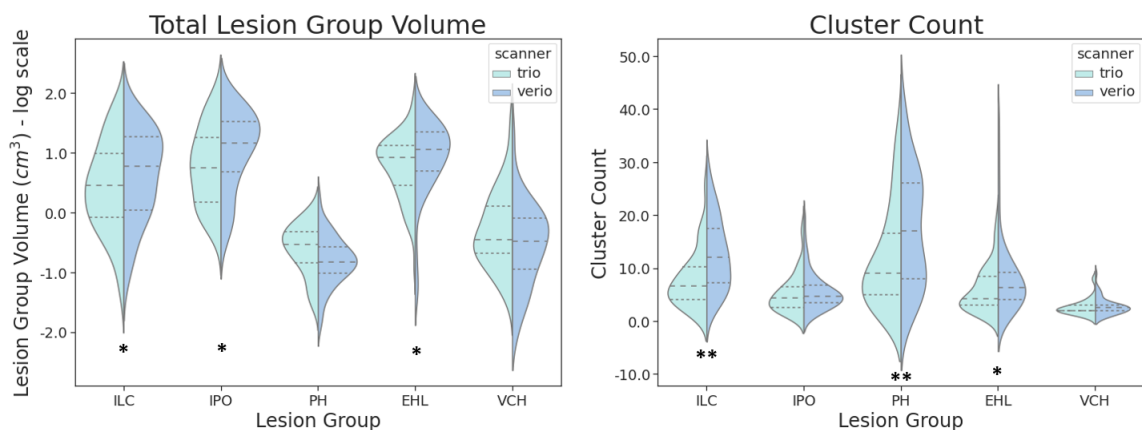 Total Lesion Group Volume
Lesion Group Volume (cm³) - log scale
2.0
1.0
0.0
-1.0
-2.0
scanner
trio
verio
*
*
*
ILC
IPO
PH
EHL
VCH
Lesion Group
Cluster Count
Cluster Count
50.0
40.0
30.0
20.0
10.0
0.0
-10.0
scanner
trio
verio
**
**
*
ILC
IPO
PH
EHL
VCH
Lesion Group